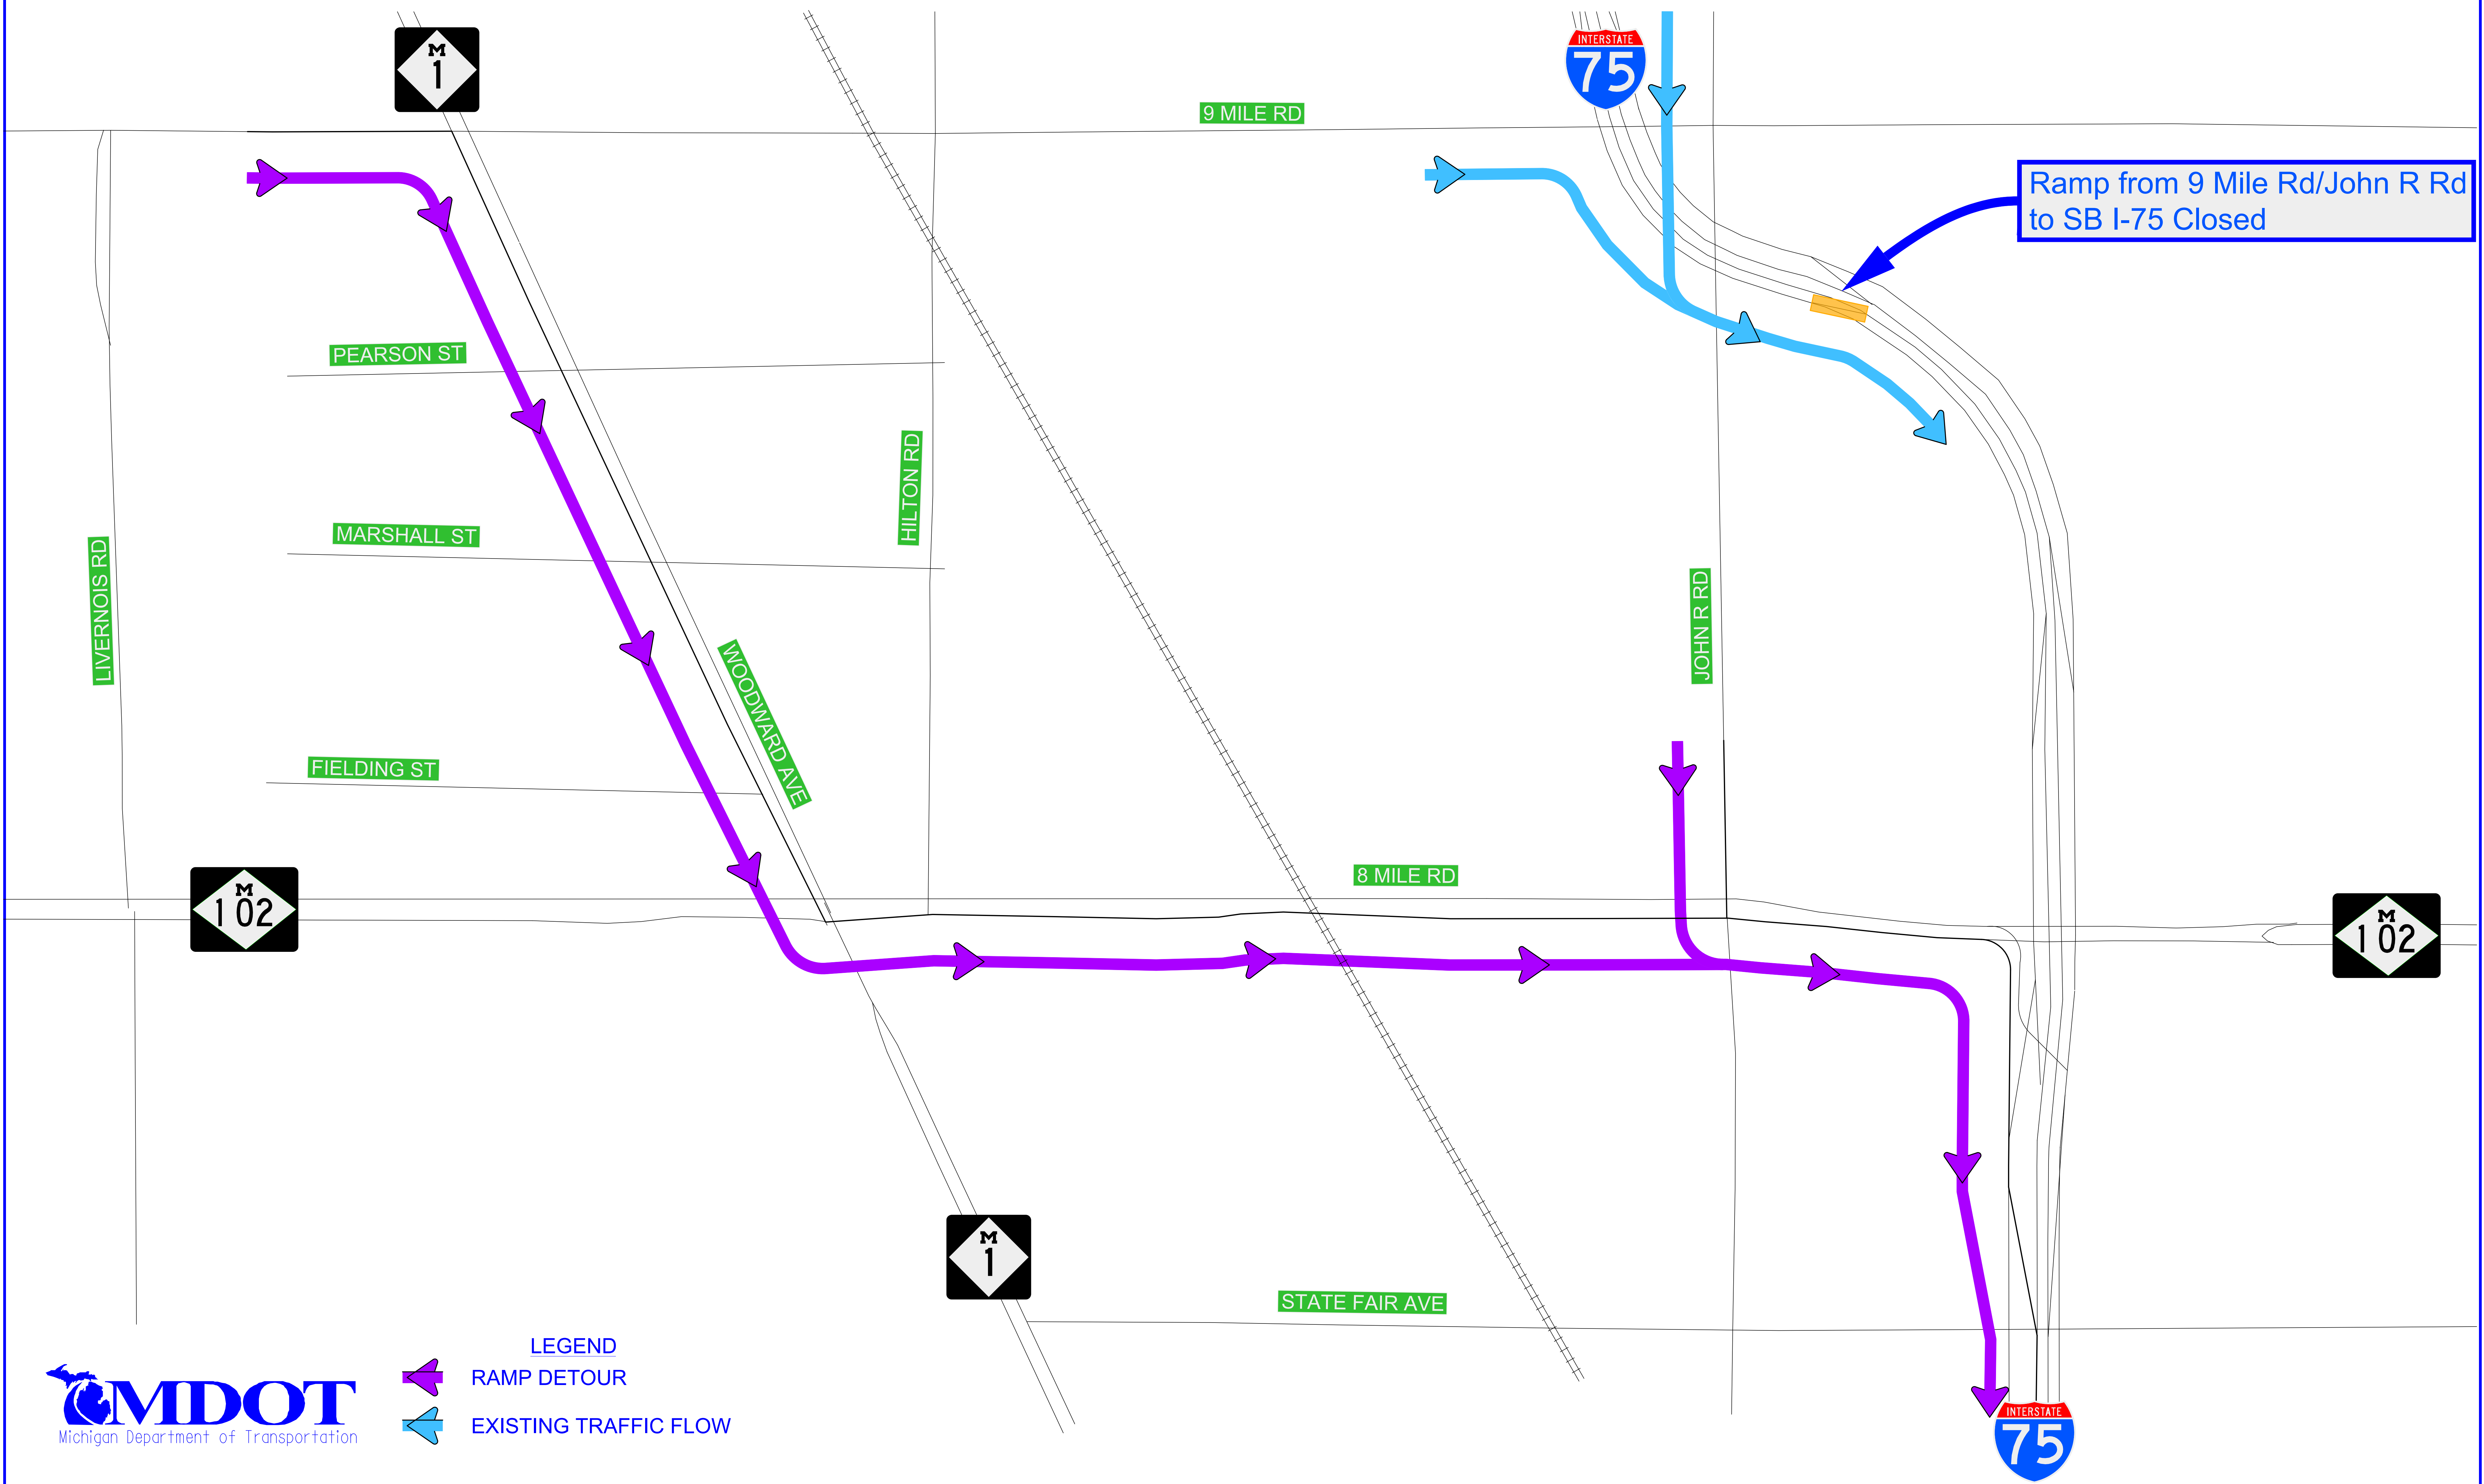 M
1
INTERSTATE
75
9 MILE RD
Ramp from 9 Mile Rd/John R Rd
to SB I-75 Closed
PEARSON ST
HILTON RD
MARSHALL ST
LIVERNOIS RD
JOHN R RD
WOODWARD AVE
FIELDING ST
8 MILE RD
M
102
M
102
M
1
STATE FAIR AVE
LEGEND
RAMP DETOUR
EXISTING TRAFFIC FLOW
MDOT
Michigan Department of Transportation
INTERSTATE
75